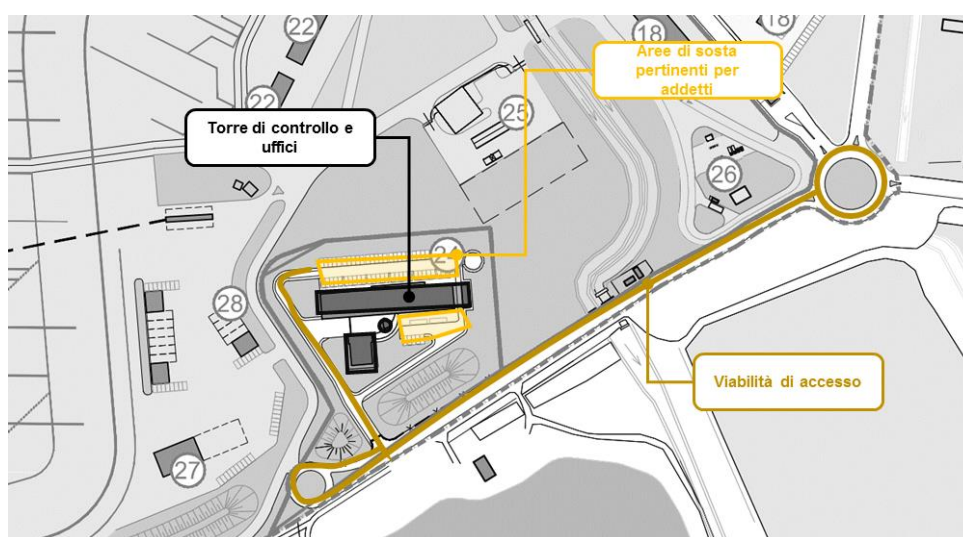 22
18
18
Aree di sosta
pertinenti per
addetti
22
25
Torre di controllo e
uffici
26
24
28
Viabilità di accesso
27